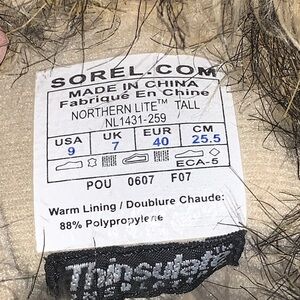 SOREL.COM
MADE IN CHINA
Fabriqué En Chine
NORTHERN LITE™ TALL
NL1431-259
USA UK EUR CM
9 7 40 25.5
ECA-5
POU 0607 F07
Warm Lining / Doublure Chaude:
88% Polypropylene
Thinsulate
INSULATION